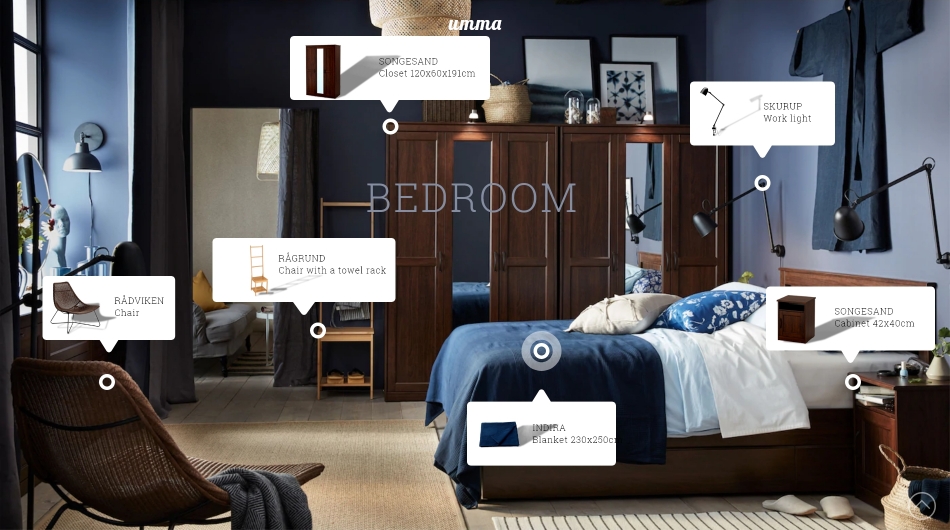 umma
SONGESAND
Closet 120x60x191cm
SKURUP
Work light
BEDROOM
RÅGRUND
Chair with a towel rack
RÅDVIKEN
Chair
SONGESAND
Cabinet 42x40cm
INDIRA
Blanket 230x250cm